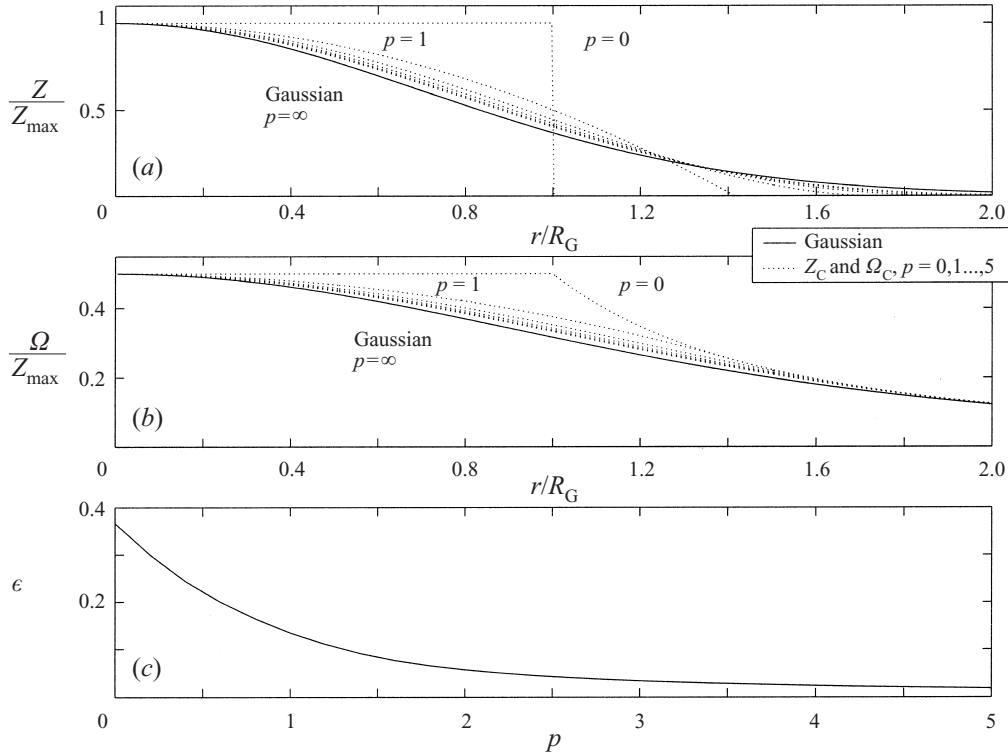 1
p = 1
p = 0
Z
Z_max
0.5
Gaussian
p=∞
(a)
0
0.4
0.8
1.2
1.6
2.0
r/R_G
Gaussian
Z_C and Ω_C, p = 0,1...,5
p = 1
p = 0
0.4
Ω
Z_max
Gaussian
p=∞
0.2
(b)
0
0.4
0.8
1.2
1.6
2.0
r/R_G
0.4
ϵ
0.2
(c)
0
1
2
3
4
5
p